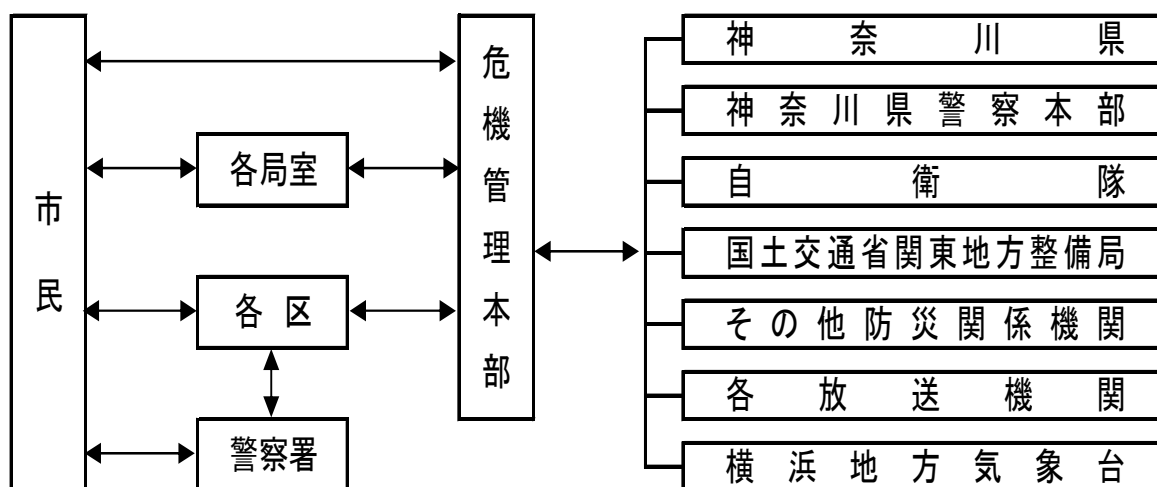 市民
各局室
各区
警察署
危機管理本部
神奈川県
神奈川県警察本部
自衛隊
国土交通省関東地方整備局
その他防災関係機関
各放送機関
横浜地方気象台